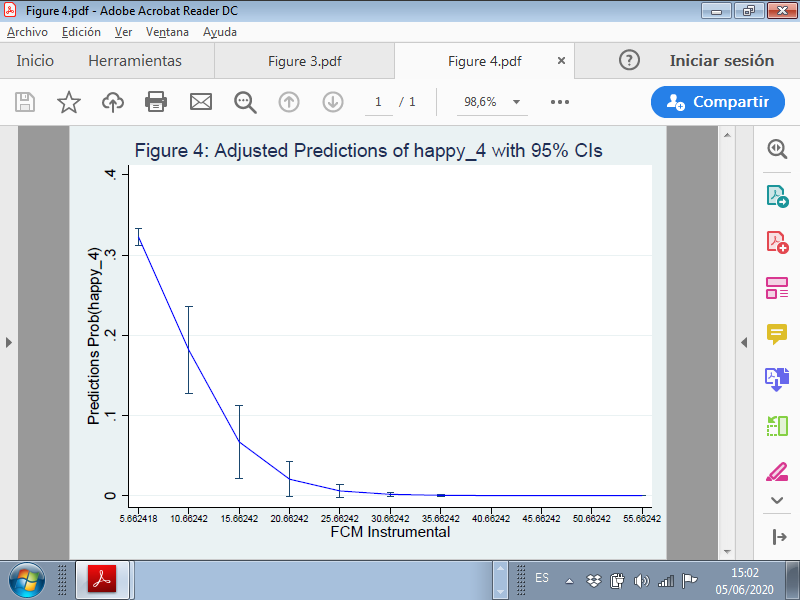 Figure 4.pdf - Adobe Acrobat Reader DC
Archivo Edición Ver Ventana Ayuda
Inicio Herramientas Figure 3.pdf Figure 4.pdf × ? Iniciar sesión
1 / 1 98,6% Compartir
Figure 4: Adjusted Predictions of happy_4 with 95% CIs
Predictions Prob(happy_4)
.4
.3
.2
.1
0
5.662418 10.66242 15.66242 20.66242 25.66242 30.66242 35.66242 40.66242 45.66242 50.66242 55.66242
FCM Instrumental
ES 15:02
05/06/2020